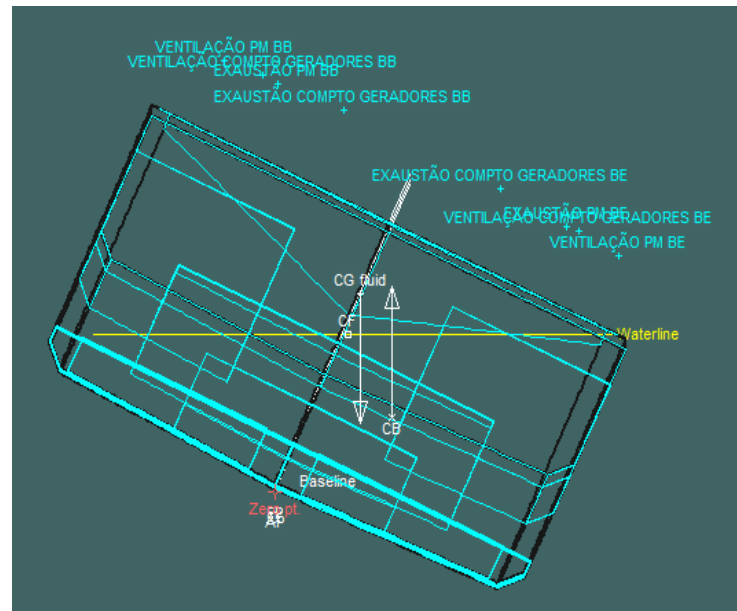 VENTILAÇÃO PM BB
VENTILAÇÃO COMPTO GERADORES BB
EXAUSTÃO PM BB
EXAUSTÃO COMPTO GERADORES BB
EXAUSTÃO COMPTO GERADORES BE
EXAUSTÃO PM BE
VENTILAÇÃO COMPTO GERADORES BE
VENTILAÇÃO PM BE
CG fluid
CF
Waterline
CB
Baseline
Zero pt.
AP